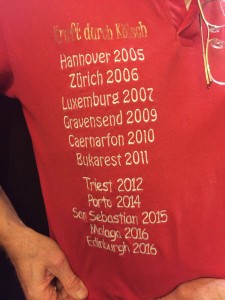 Kraft durch Kölsch
Hannover 2005
Zürich 2006
Luxemburg 2007
Gravensend 2009
Caernarfon 2010
Bukarest 2011
Triest 2012
Porto 2014
San Sebastian 2015
Malaga 2016
Edinburgh 2016